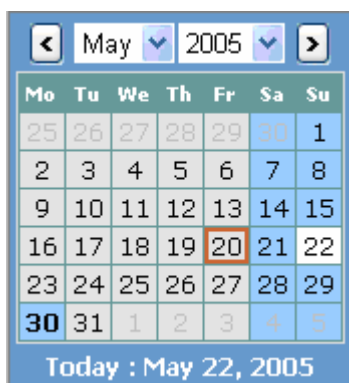 < May 2005 >
Mo Tu We Th Fr Sa Su
25 26 27 28 29 30 1
2 3 4 5 6 7 8
9 10 11 12 13 14 15
16 17 18 19 20 21 22
23 24 25 26 27 28 29
30 31 1 2 3 4 5
Today : May 22, 2005